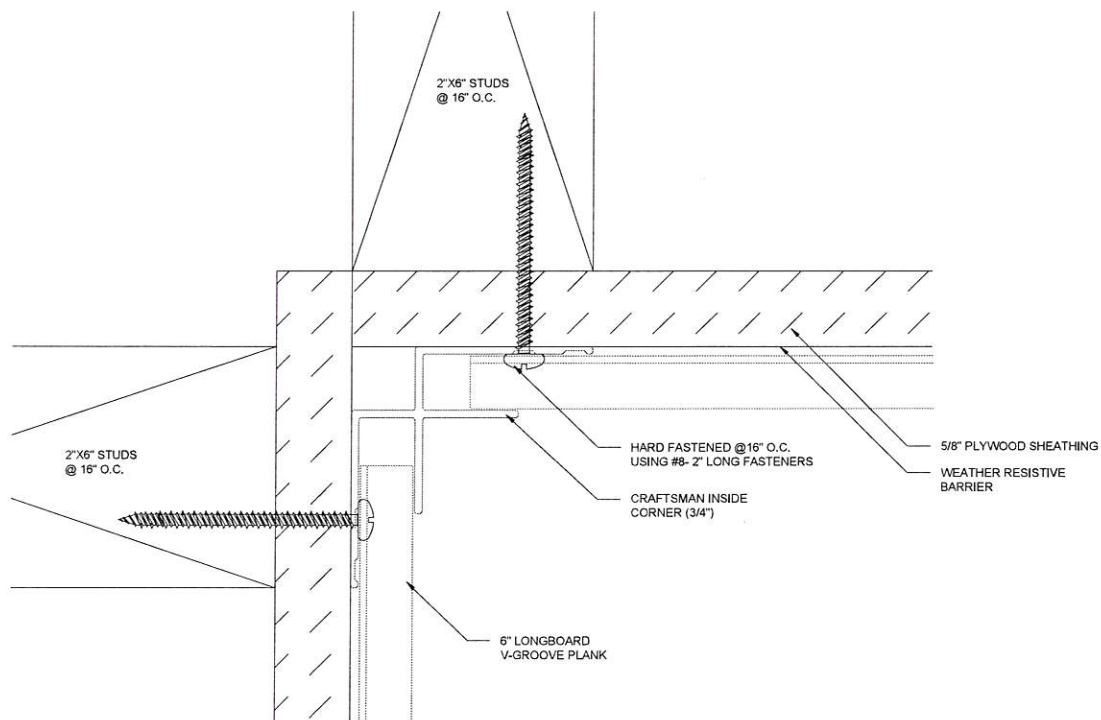 2"X6" STUDS
@ 16" O.C.
2"X6" STUDS
@ 16" O.C.
HARD FASTENED @16" O.C.
USING #8- 2" LONG FASTENERS
CRAFTSMAN INSIDE
CORNER (3/4")
5/8" PLYWOOD SHEATHING
WEATHER RESISTIVE
BARRIER
6" LONGBOARD
V-GROOVE PLANK